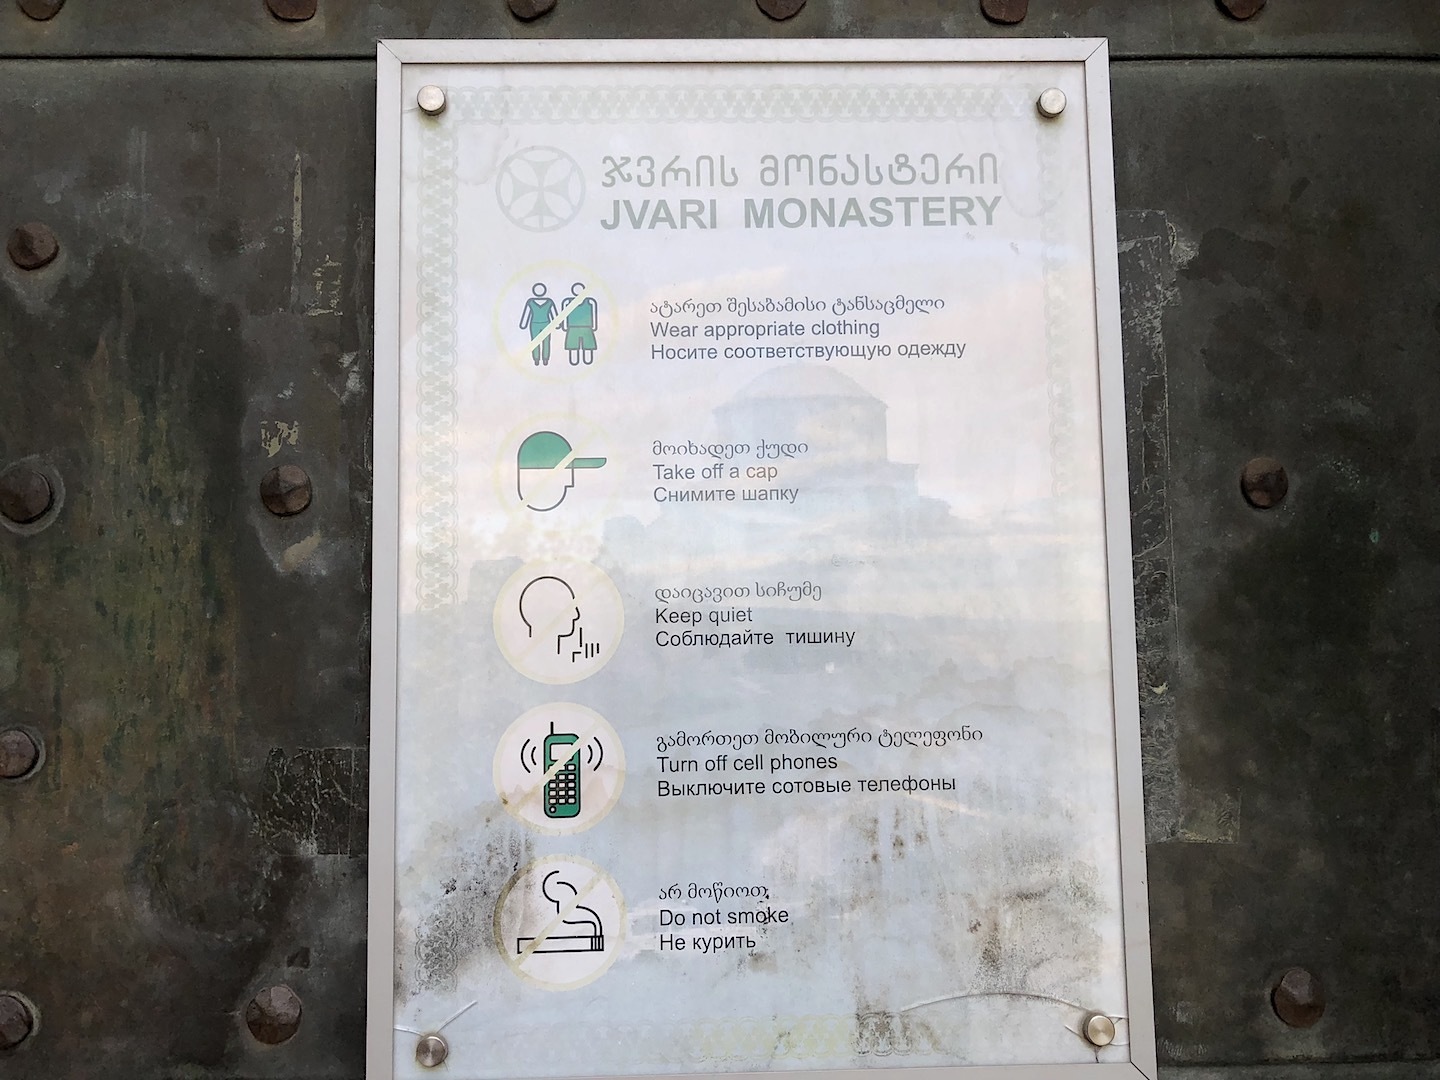 ჯვრის მონასტერი
JVARI MONASTERY
ატარეთ შესაბამისი ტანსაცმელი
Wear appropriate clothing
Носите соответствующую одежду
მოიხადეთ ქუდი
Take off a cap
Снимите шапку
დაიცავით სიჩუმე
Keep quiet
Соблюдайте тишину
გამორთეთ მობილური ტელეფონი
Turn off cell phones
Выключите сотовые телефоны
არ მოწიოთ
Do not smoke
Не курить